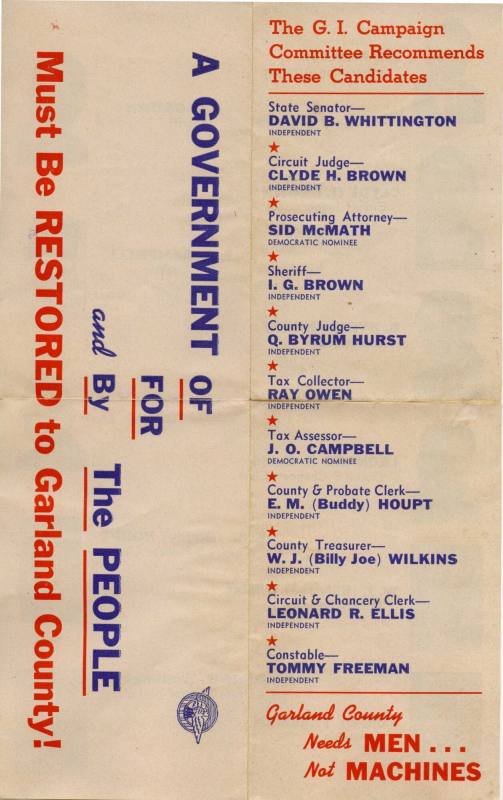 A GOVERNMENT OF
FOR
and By The PEOPLE
Must Be RESTORED to Garland County!
The G. I. Campaign
Committee Recommends
These Candidates
State Senator—
DAVID B. WHITTINGTON
INDEPENDENT
Circuit Judge—
CLYDE H. BROWN
INDEPENDENT
Prosecuting Attorney—
SID McMATH
DEMOCRATIC NOMINEE
Sheriff—
I. G. BROWN
INDEPENDENT
County Judge—
Q. BYRUM HURST
INDEPENDENT
Tax Collector—
RAY OWEN
INDEPENDENT
Tax Assessor—
J. O. CAMPBELL
DEMOCRATIC NOMINEE
County & Probate Clerk—
E. M. (Buddy) HOUPT
INDEPENDENT
County Treasurer—
W. J. (Billy Joe) WILKINS
INDEPENDENT
Circuit & Chancery Clerk—
LEONARD R. ELLIS
INDEPENDENT
Constable—
TOMMY FREEMAN
INDEPENDENT
Garland County
Needs MEN . . .
Not MACHINES